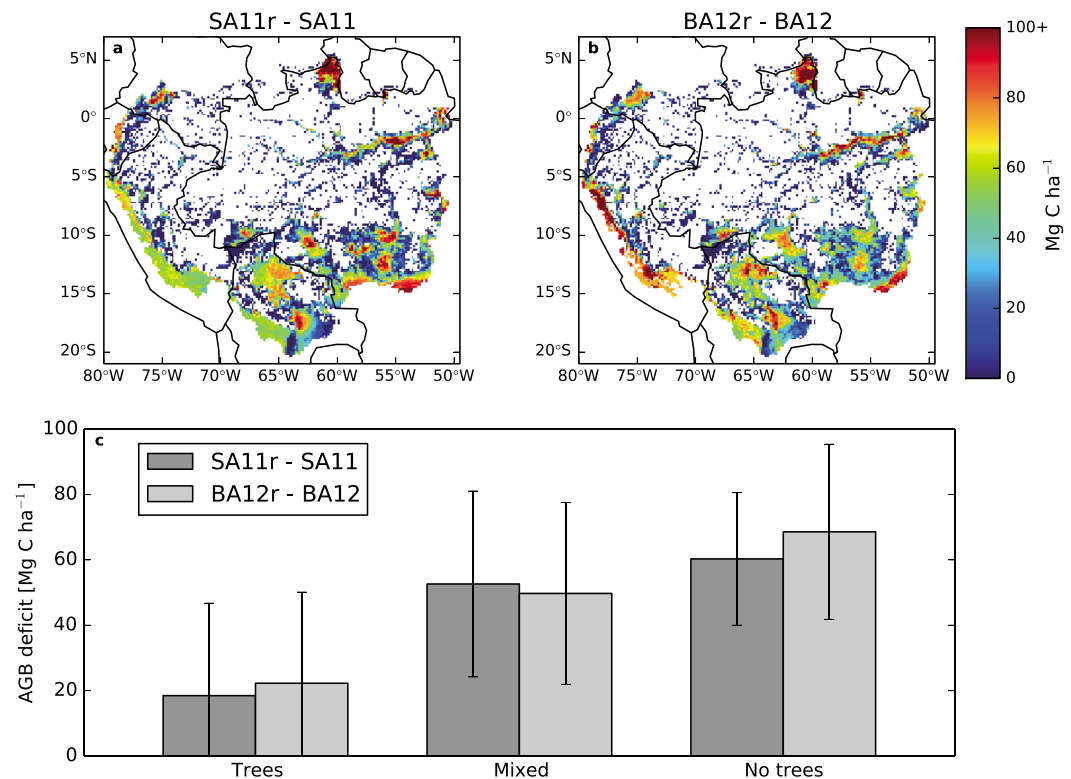 SA11r - SA11
BA12r - BA12
a
b
5°N
0°
5°S
10°S
15°S
20°S
80°W 75°W 70°W 65°W 60°W 55°W 50°W
5°N
0°
5°S
10°S
15°S
20°S
80°W 75°W 70°W 65°W 60°W 55°W 50°W
100+
80
60
40
20
0
Mg C ha⁻¹
c
AGB deficit [Mg C ha⁻¹ ]
100
80
60
40
20
0
SA11r - SA11
BA12r - BA12
Trees Mixed No trees